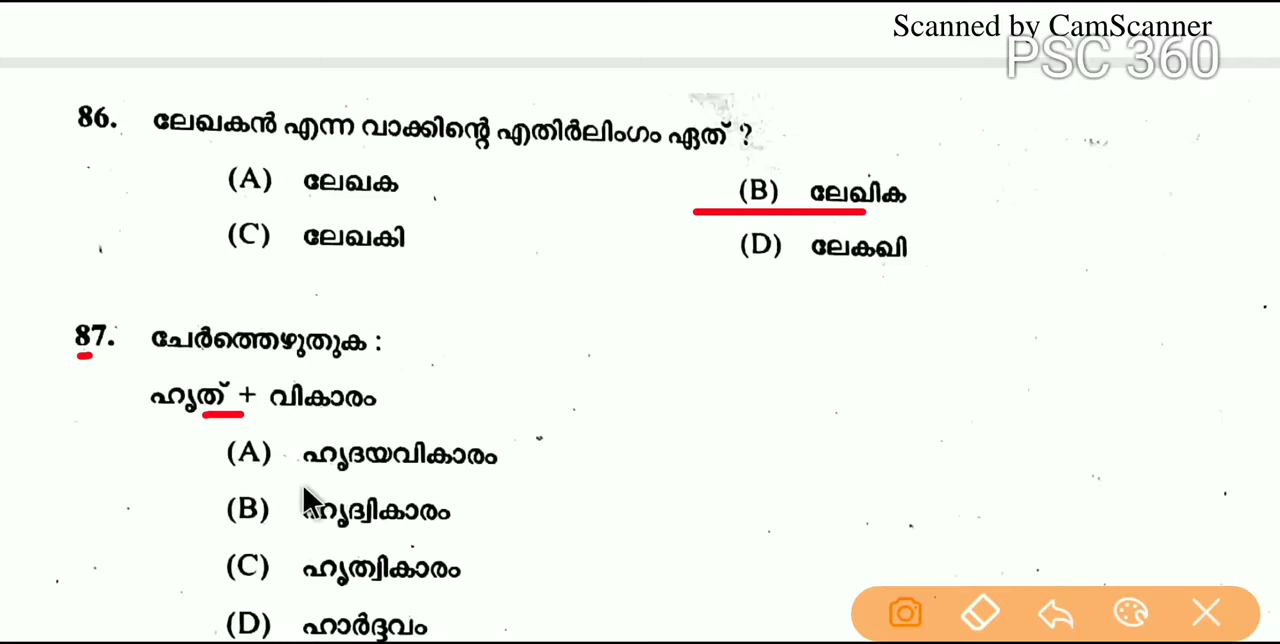 Scanned by CamScanner
PSC 360
86. ലേഖകൻ എന്ന വാക്കിന്റെ എതിർലിംഗം ഏത് ?
(A) ലേഖക (B) ലേഖിക
(C) ലേഖകി (D) ലേകഖി
87. ചേർത്തെഴുതുക :
ഹൃത് + വികാരം
(A) ഹൃദയവികാരം
(B) ഹൃദ്വികാരം
(C) ഹൃത്വികാരം
(D) ഹാർദ്ദവം